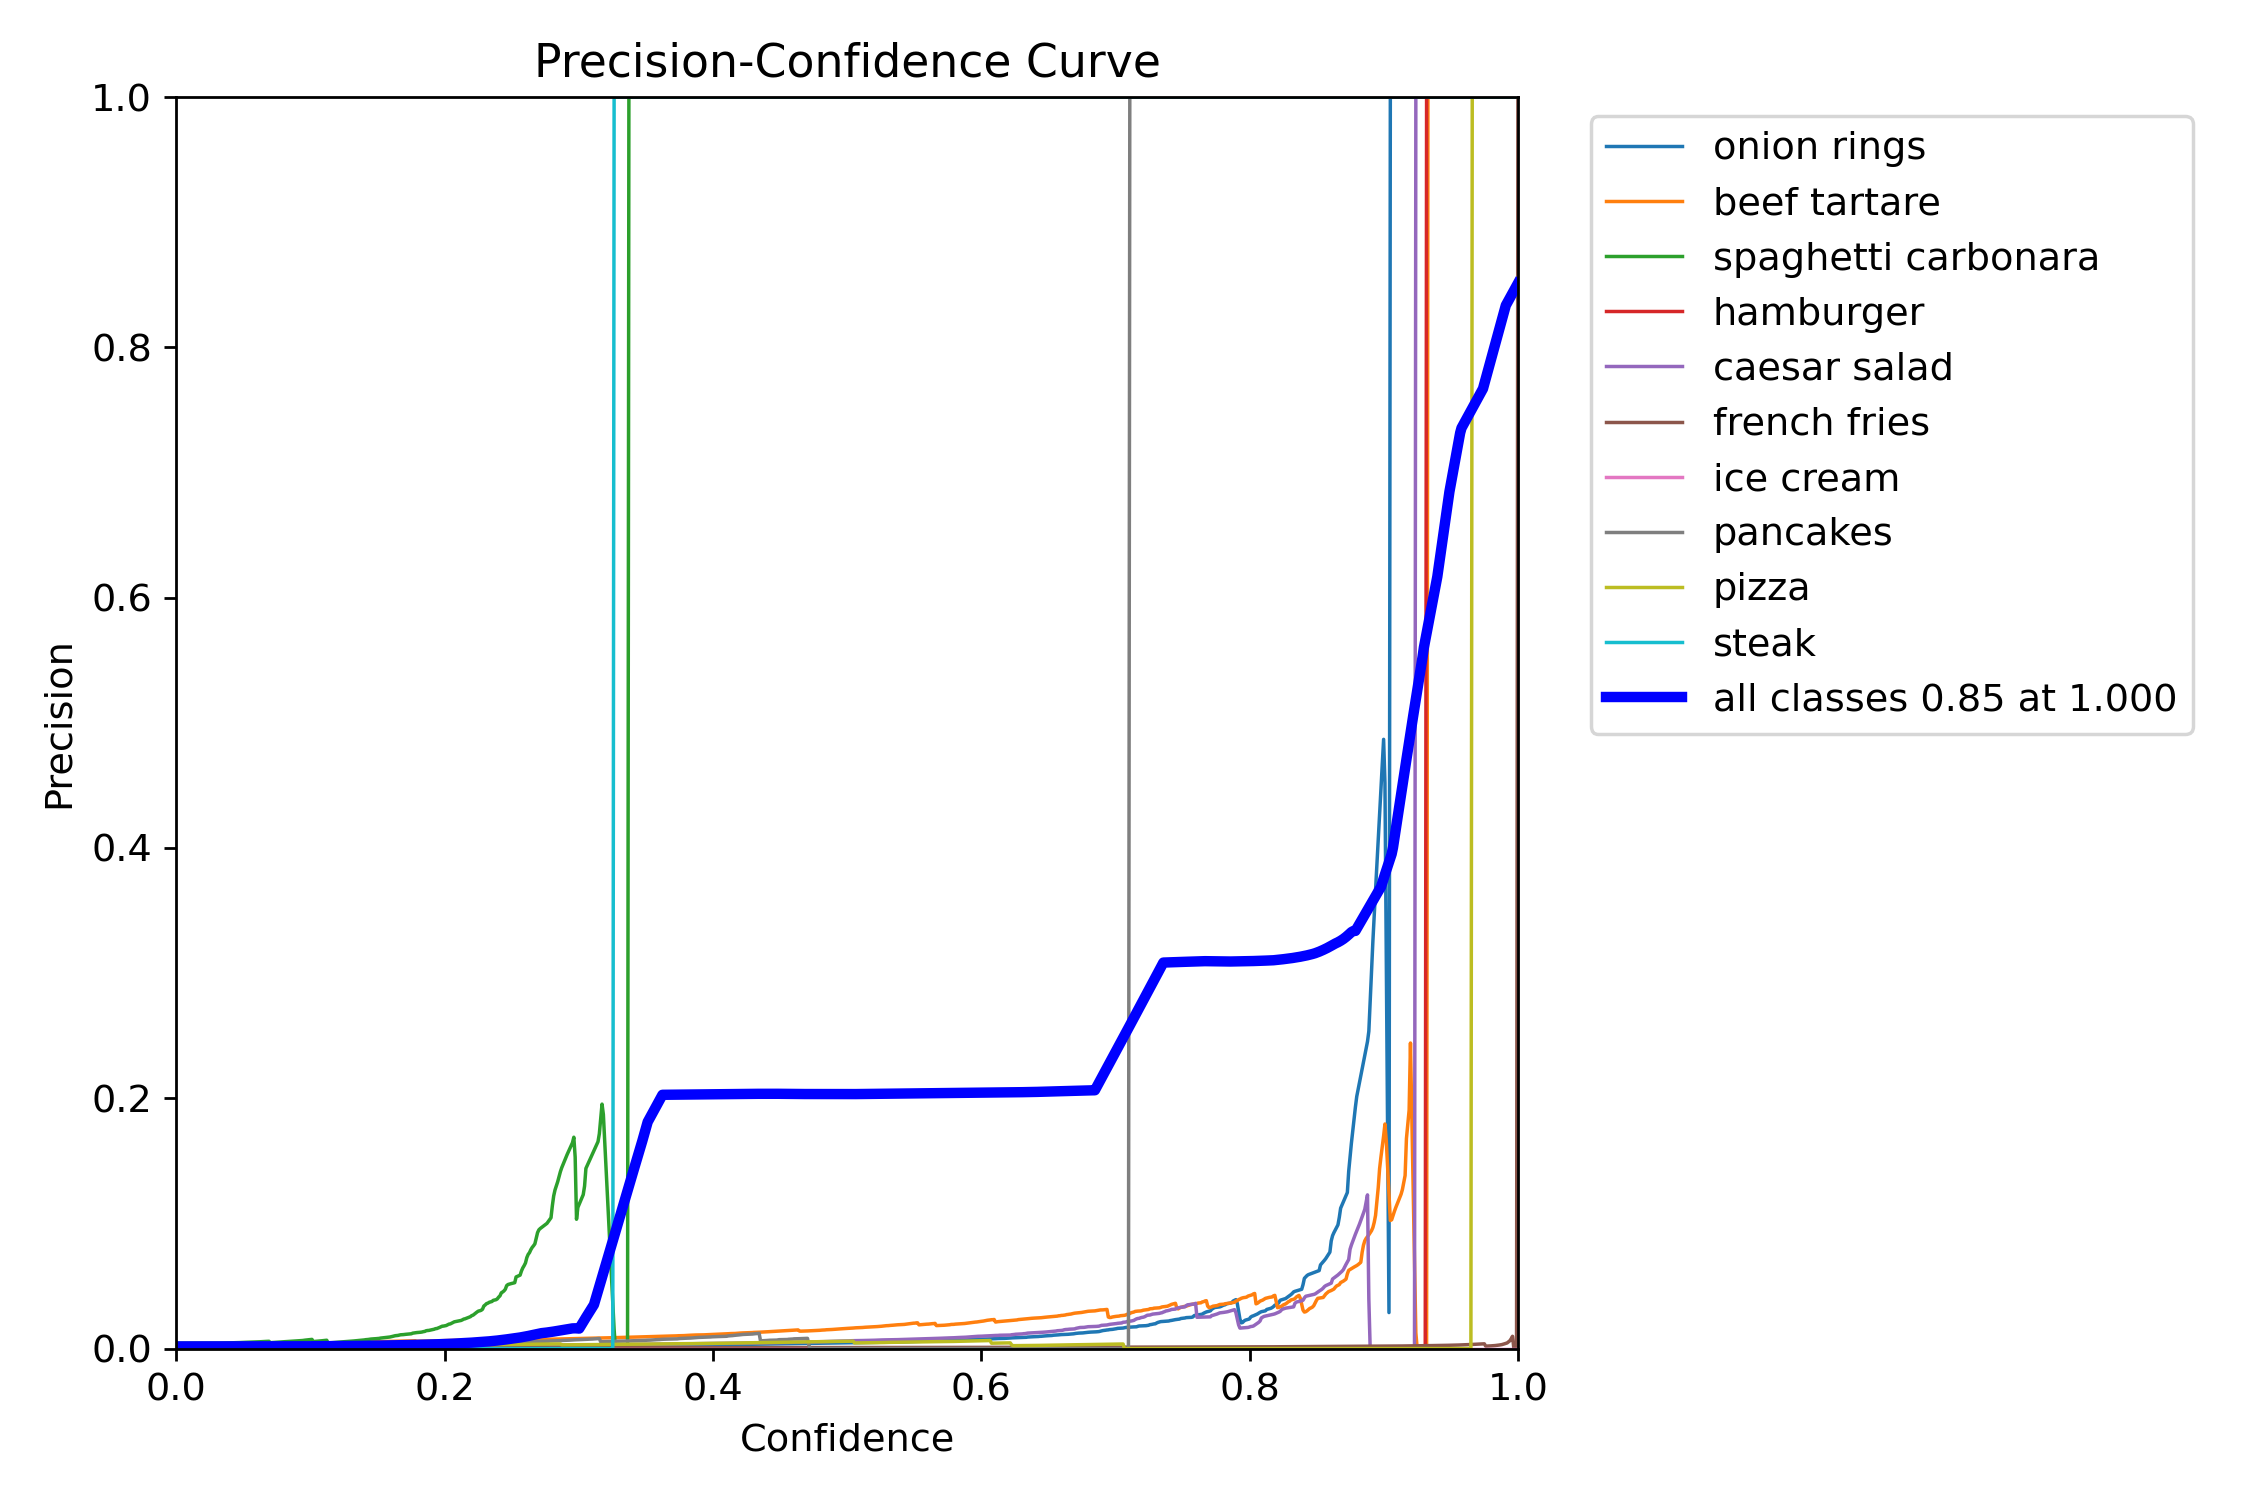 Precision-Confidence Curve
1.0
0.8
0.6
0.4
0.2
0.0
Precision
0.0 0.2 0.4 0.6 0.8 1.0
Confidence
onion rings
beef tartare
spaghetti carbonara
hamburger
caesar salad
french fries
ice cream
pancakes
pizza
steak
all classes 0.85 at 1.000